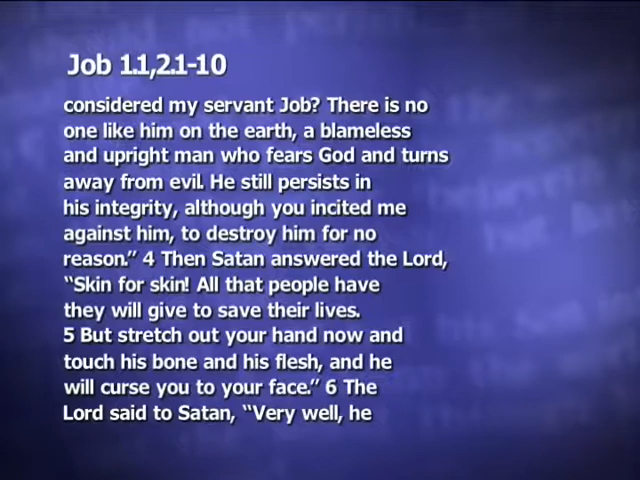 Job 1.1,2.1-10
considered my servant Job? There is no
one like him on the earth, a blameless
and upright man who fears God and turns
away from evil. He still persists in
his integrity, although you incited me
against him, to destroy him for no
reason.” 4 Then Satan answered the Lord,
“Skin for skin! All that people have
they will give to save their lives.
5 But stretch out your hand now and
touch his bone and his flesh, and he
will curse you to your face.” 6 The
Lord said to Satan, “Very well, he